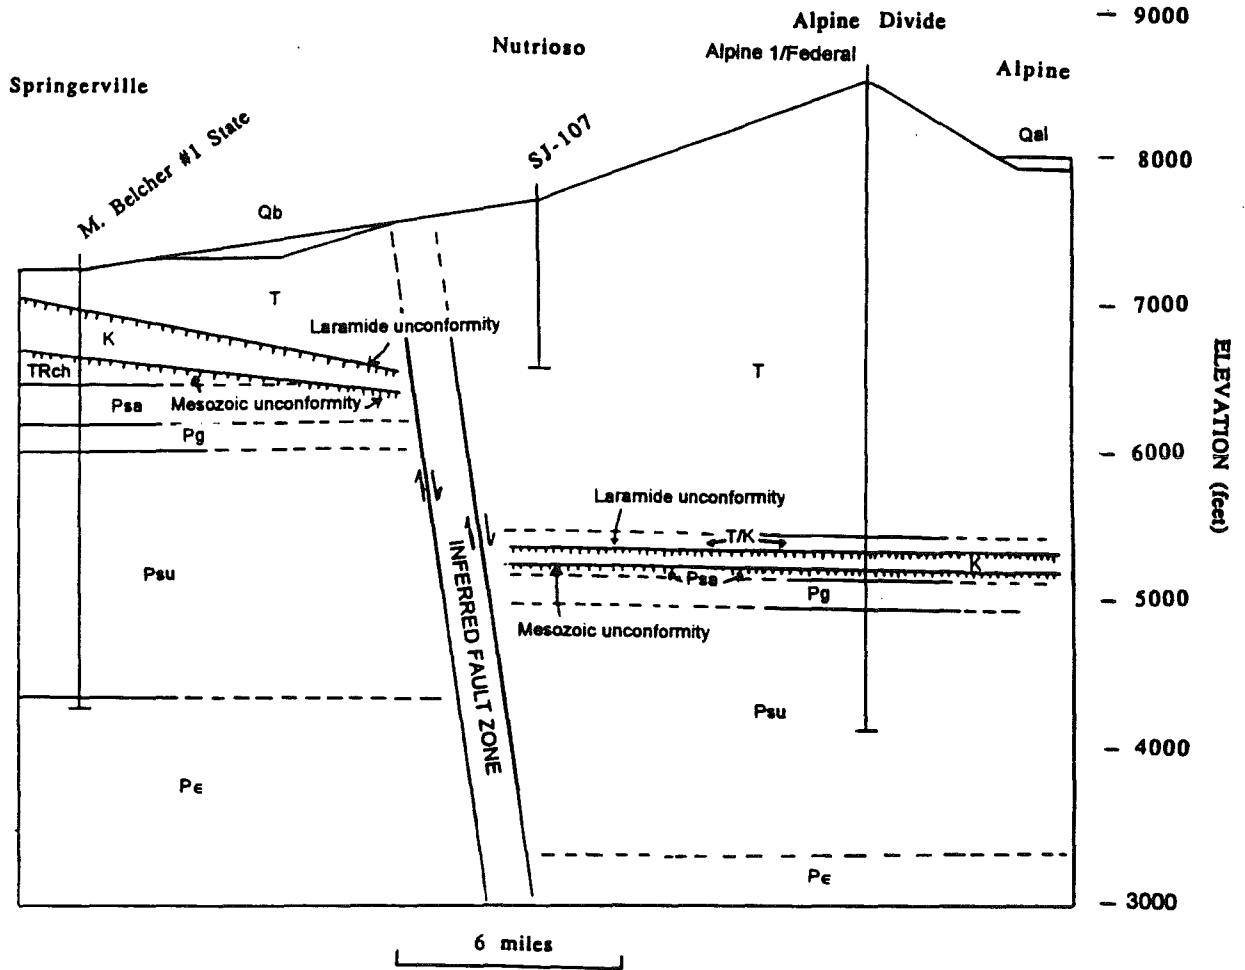 9000
Alpine Divide
Nutrioso
Alpine 1/Federal
Alpine
Springerville
M. Belcher #1 State
SJ-107
Qal
8000
Qb
T
7000
Laramide unconformity
K
TRch
Mesozoic unconformity
Psa
Pg
T
ELEVATION (feet)
6000
Laramide unconformity
T/K
K
Psa
Pg
Psu
5000
Mesozoic unconformity
INFERRED FAULT ZONE
Psu
4000
Pϵ
Pϵ
3000
6 miles